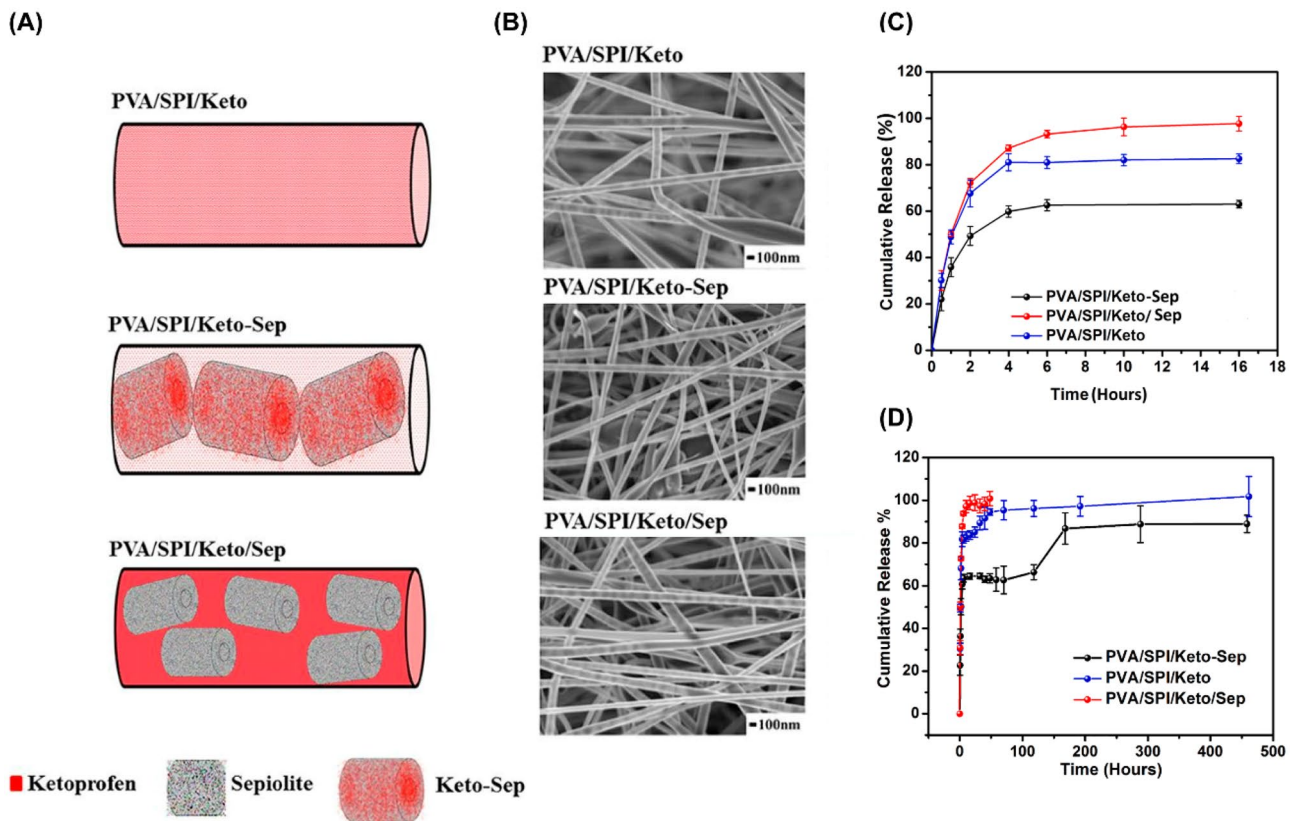 (A)
PVA/SPI/Keto
PVA/SPI/Keto-Sep
PVA/SPI/Keto/Sep
Ketoprofen
Sepiolite
Keto-Sep
(B)
PVA/SPI/Keto
100nm
PVA/SPI/Keto-Sep
100nm
PVA/SPI/Keto/Sep
100nm
(C)
Cumulative Release (%)
120
100
80
60
40
20
0
PVA/SPI/Keto-Sep
PVA/SPI/Keto/ Sep
PVA/SPI/Keto
0 2 4 6 8 10 12 14 16 18
Time (Hours)
(D)
Cumulative Release %
120
100
80
60
40
20
0
PVA/SPI/Keto-Sep
PVA/SPI/Keto
PVA/SPI/Keto/Sep
0 100 200 300 400 500
Time (Hours)